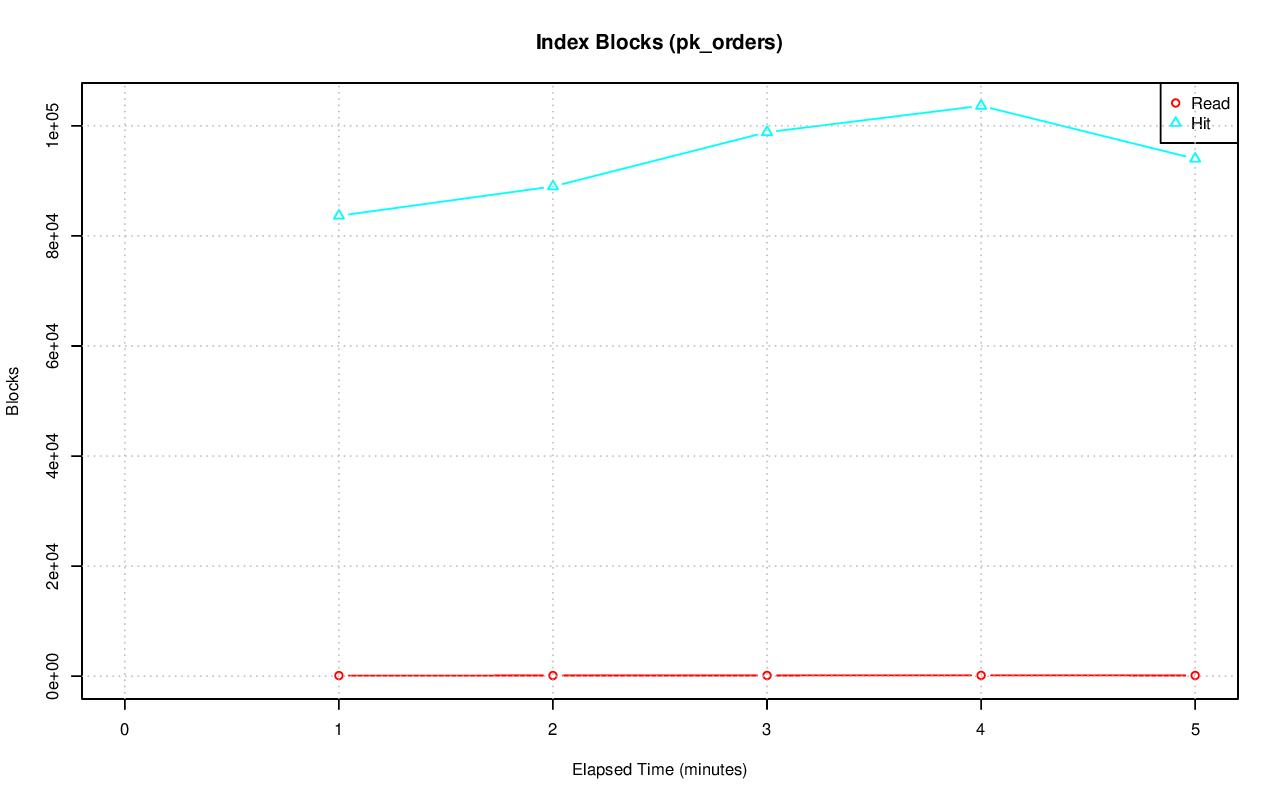 Index Blocks (pk_orders)
Read
Hit
Blocks
1e+05
8e+04
6e+04
4e+04
2e+04
0e+00
0 1 2 3 4 5
Elapsed Time (minutes)